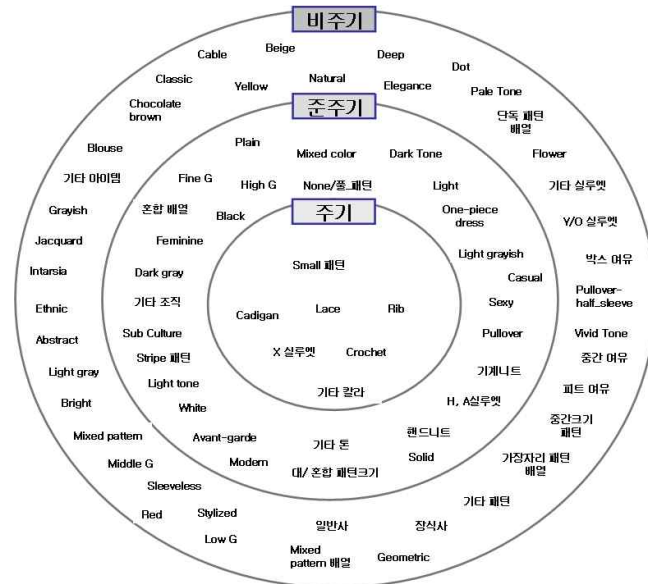 비주기
Cable
Beige
Deep
Dot
Classic
Yellow
Natural
Elegance
Pale Tone
Chocolate
brown
단독 패턴
배열
Blouse
Flower
기타 아이템
기타 실루엣
Grayish
Y/O 실루엣
Jacquard
박스 여유
Intarsia
Pullover-
half_sleeve
Ethnic
Abstract
Vivid Tone
중간 여유
Light gray
피트 여유
Bright
중간크기
패턴
Mixed pattern
가장자리 패턴
배열
Middle G
Sleeveless
기타 패턴
Red
Stylized
일반사
장식사
Low G
Mixed
pattern 배열
Geometric
준주기
Plain
Mixed color
Dark Tone
Fine G
High G
None/풀_패턴
Light
혼합 배열
Black
One-piece
dress
Feminine
Light grayish
Dark gray
Casual
기타 조직
Sexy
Sub Culture
Pullover
Stripe 패턴
기계니트
Light tone
H, A실루엣
White
핸드니트
Avant-garde
기타 톤
Solid
Modern
대/ 혼합 패턴크기
주기
Small 패턴
Cadigan
Lace
Rib
X 실루엣
Crochet
기타 칼라